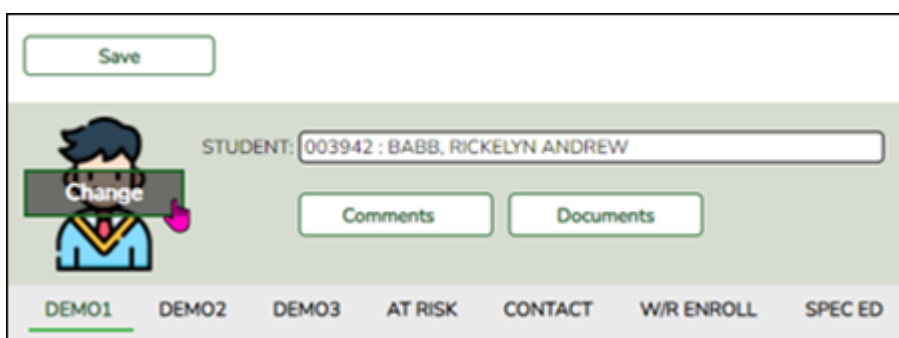 Save
STUDENT: 003942 : BABB, RICKELYN ANDREW
Change
Comments Documents
DEMO1 DEMO2 DEMO3 AT RISK CONTACT W/R ENROLL SPEC ED